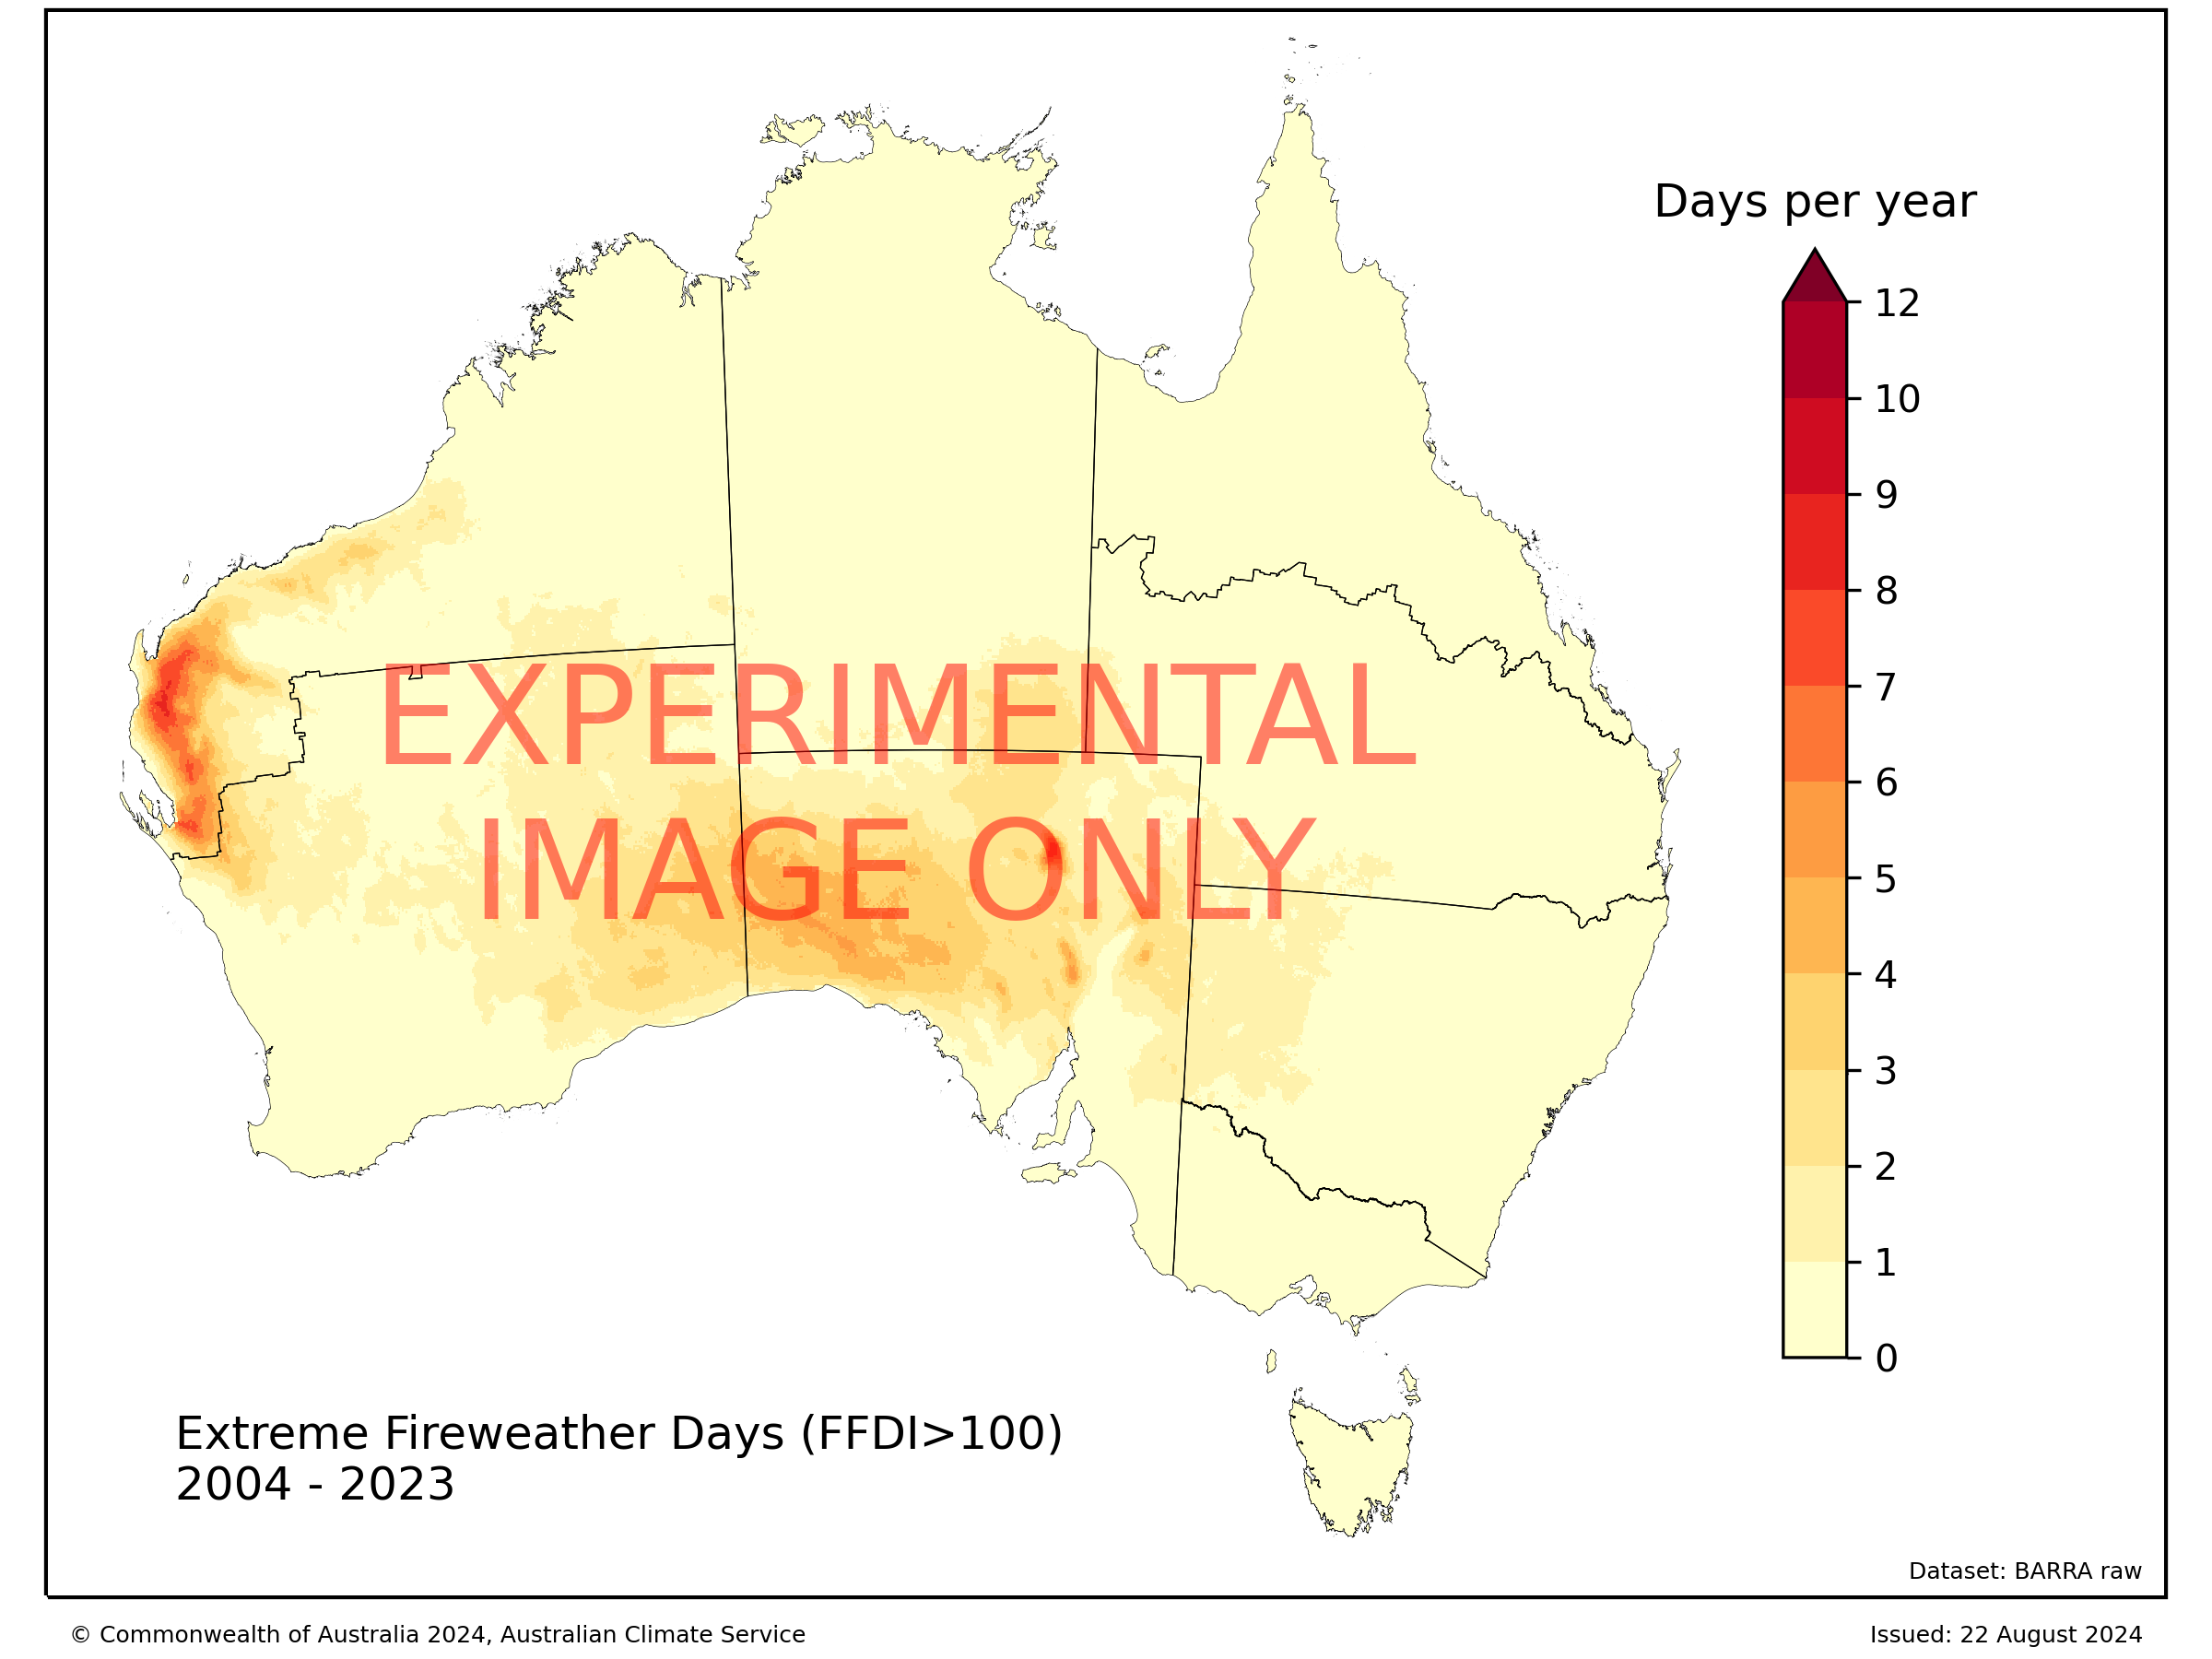 Days per year
12
10
9
8
7
6
5
4
3
2
1
0
EXPERIMENTAL
IMAGE ONLY
Extreme Fireweather Days (FFDI>100)
2004 - 2023
Dataset: BARRA raw
© Commonwealth of Australia 2024, Australian Climate Service
Issued: 22 August 2024